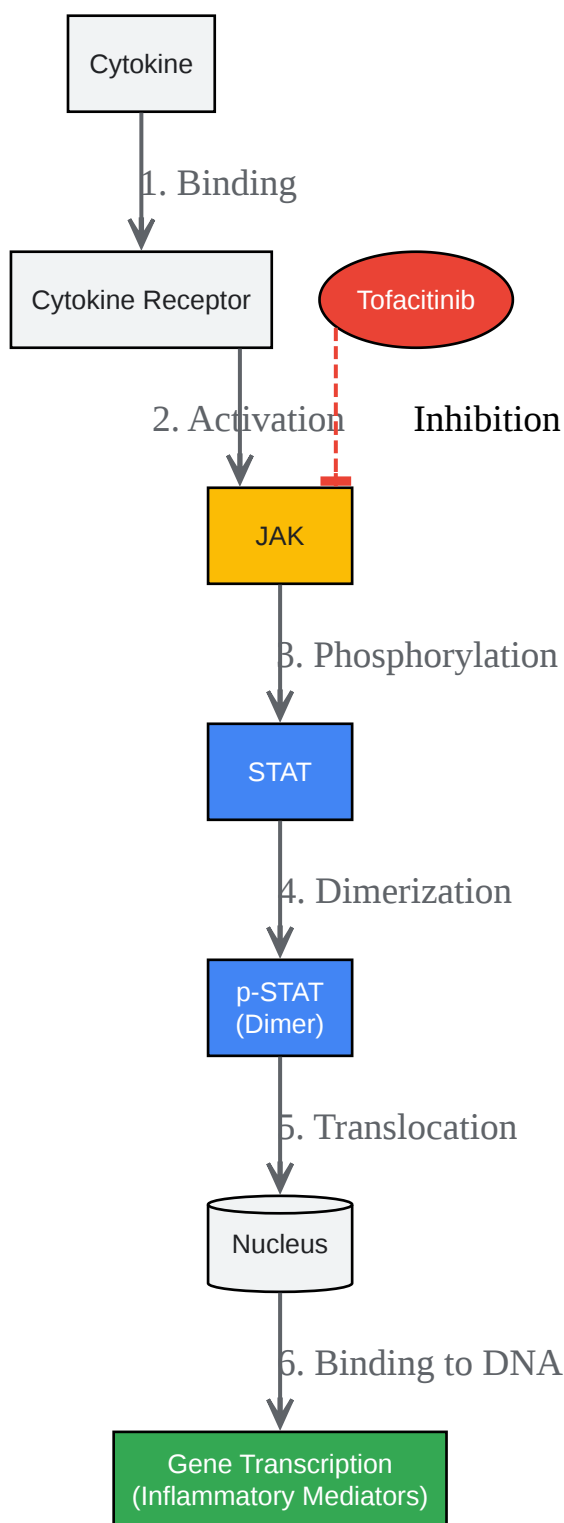 Cytokine
1. Binding
Cytokine Receptor
Tofacitinib
2. Activation
Inhibition
JAK
3. Phosphorylation
STAT
4. Dimerization
p-STAT
(Dimer)
5. Translocation
Nucleus
6. Binding to DNA
Gene Transcription
(Inflammatory Mediators)